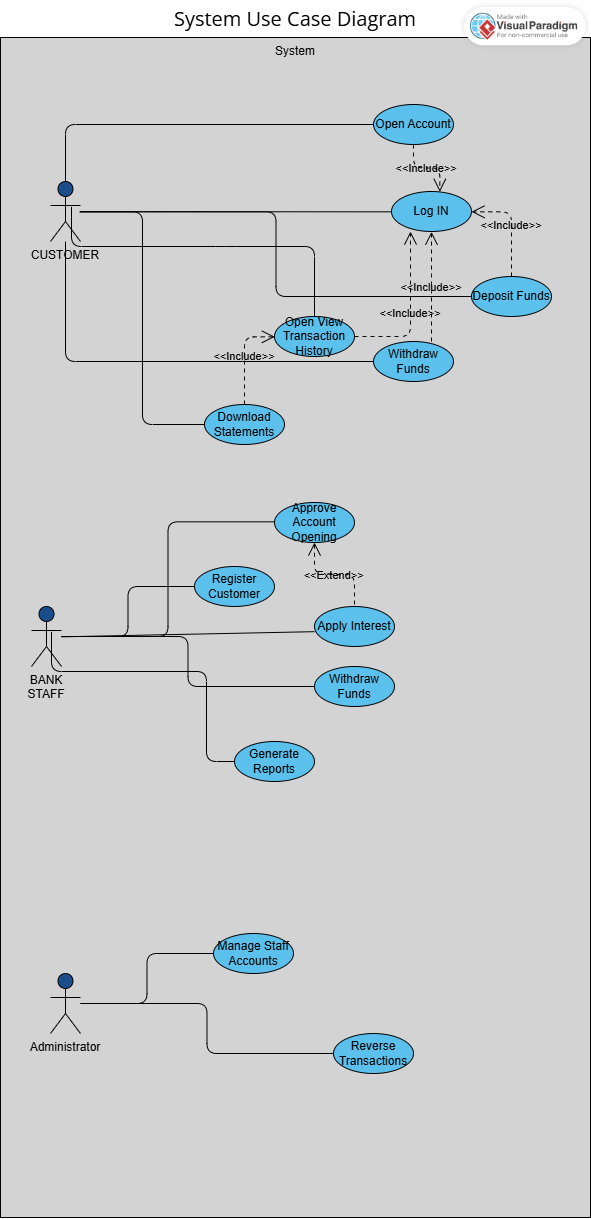 System Use Case Diagram
Made with
VisualParadigm
For non-commercial use
System
Open Account
<<Include>>
Log IN
<<Include>>
CUSTOMER
<<Include>>
Deposit Funds
<<Include>>
Open View
Transaction
History
<<Include>>
Withdraw
Funds
Download
Statements
Approve
Account
Opening
<<Extend>>
Register
Customer
Apply Interest
BANK
STAFF
Withdraw
Funds
Generate
Reports
Manage Staff
Accounts
Administrator
Reverse
Transactions